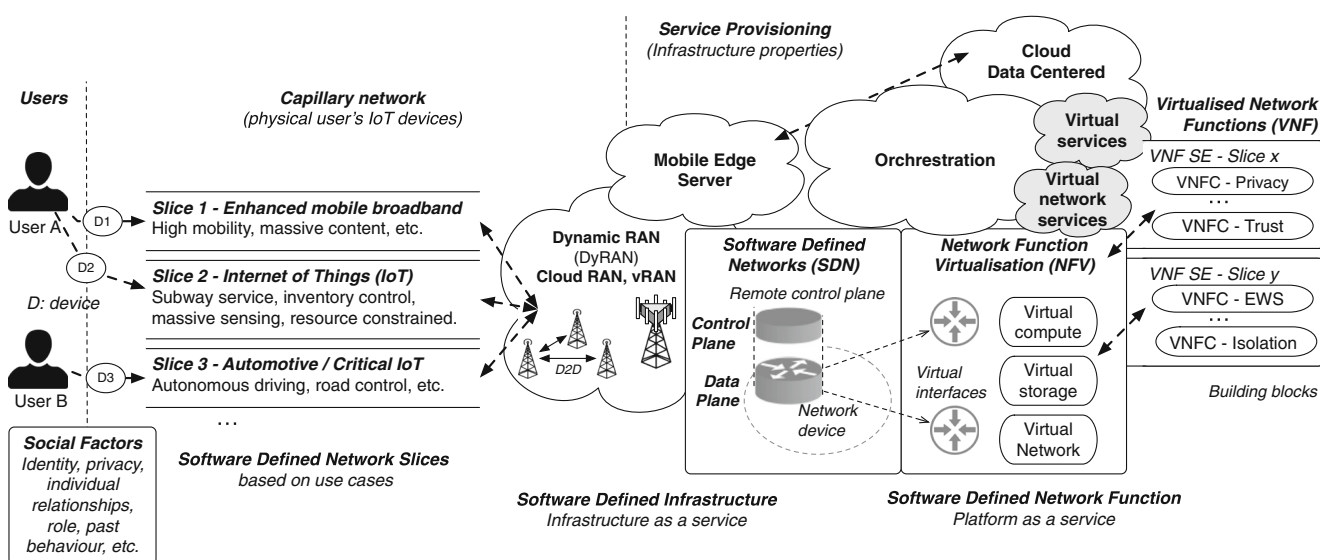 Service Provisioning
(Infrastructure properties)
Cloud
Data Centered
Users
Capillary network
(physical user's IoT devices)
Mobile Edge
Server
Orchrestration
Virtual
services
Virtual
network
services
Virtualised Network
Functions (VNF)
VNF SE - Slice x
VNFC - Privacy
...
VNFC - Trust
VNF SE - Slice y
VNFC - EWS
...
VNFC - Isolation
Building blocks
User A
D1
D2
D: device
User B
D3
Slice 1 - Enhanced mobile broadband
High mobility, massive content, etc.
Slice 2 - Internet of Things (IoT)
Subway service, inventory control,
massive sensing, resource constrained.
Slice 3 - Automotive / Critical IoT
Autonomous driving, road control, etc.
...
Dynamic RAN
(DyRAN)
Cloud RAN, vRAN
D2D
Software Defined
Networks (SDN)
Remote control plane
Control
Plane
Data
Plane
Network
device
Network Function
Virtualisation (NFV)
Virtual
interfaces
Virtual
compute
Virtual
storage
Virtual
Network
Social Factors
Identity, privacy,
individual
relationships,
role, past
behaviour, etc.
Software Defined Network Slices
based on use cases
Software Defined Infrastructure
Infrastructure as a service
Software Defined Network Function
Platform as a service